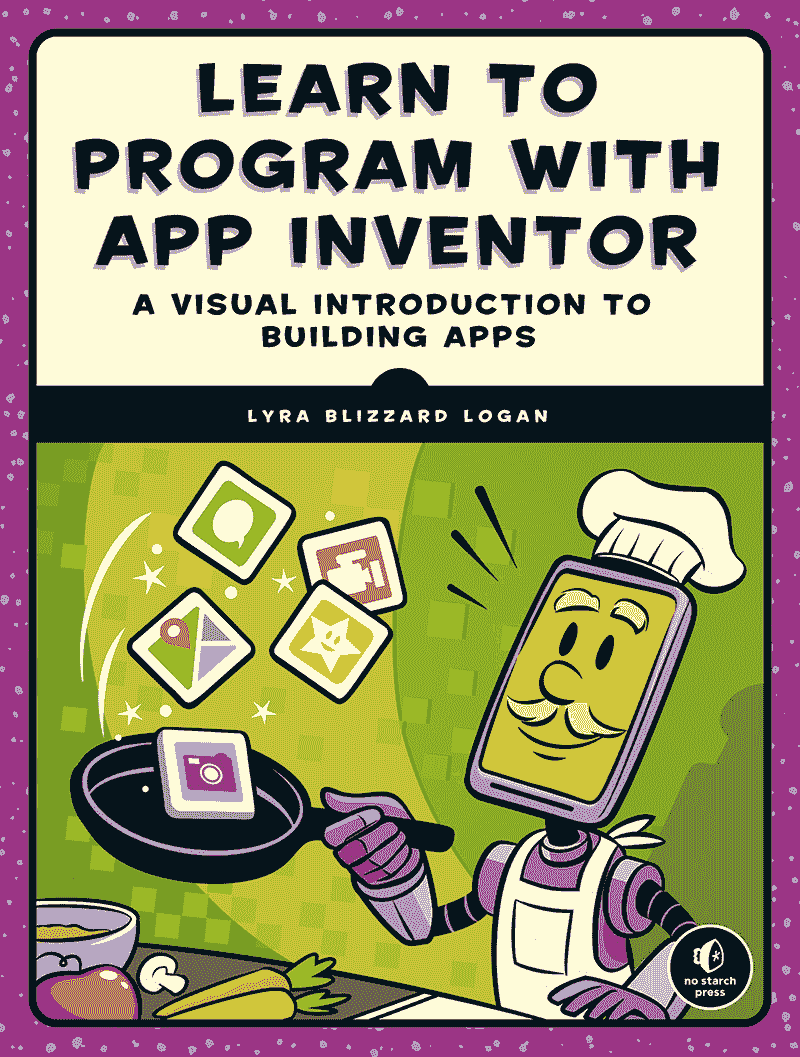 LEARN TO
PROGRAM WITH
APP INVENTOR
A VISUAL INTRODUCTION TO
BUILDING APPS
LYRA BLIZZARD LOGAN
no starch
press